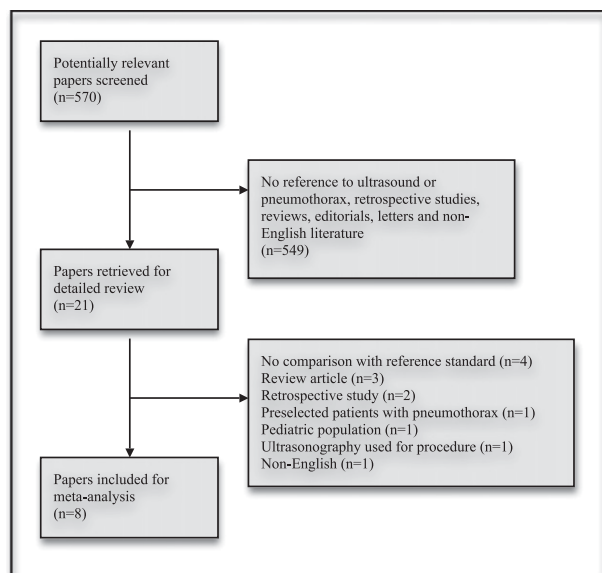 Potentially relevant
papers screened
(n=570)
No reference to ultrasound or
pneumothorax, retrospective studies,
reviews, editorials, letters and non-
English literature
(n=549)
Papers retrieved for
detailed review
(n=21)
No comparison with reference standard (n=4)
Review article (n=3)
Retrospective study (n=2)
Preselected patients with pneumothorax (n=1)
Pediatric population (n=1)
Ultrasonography used for procedure (n=1)
Non-English (n=1)
Papers included for
meta-analysis
(n=8)